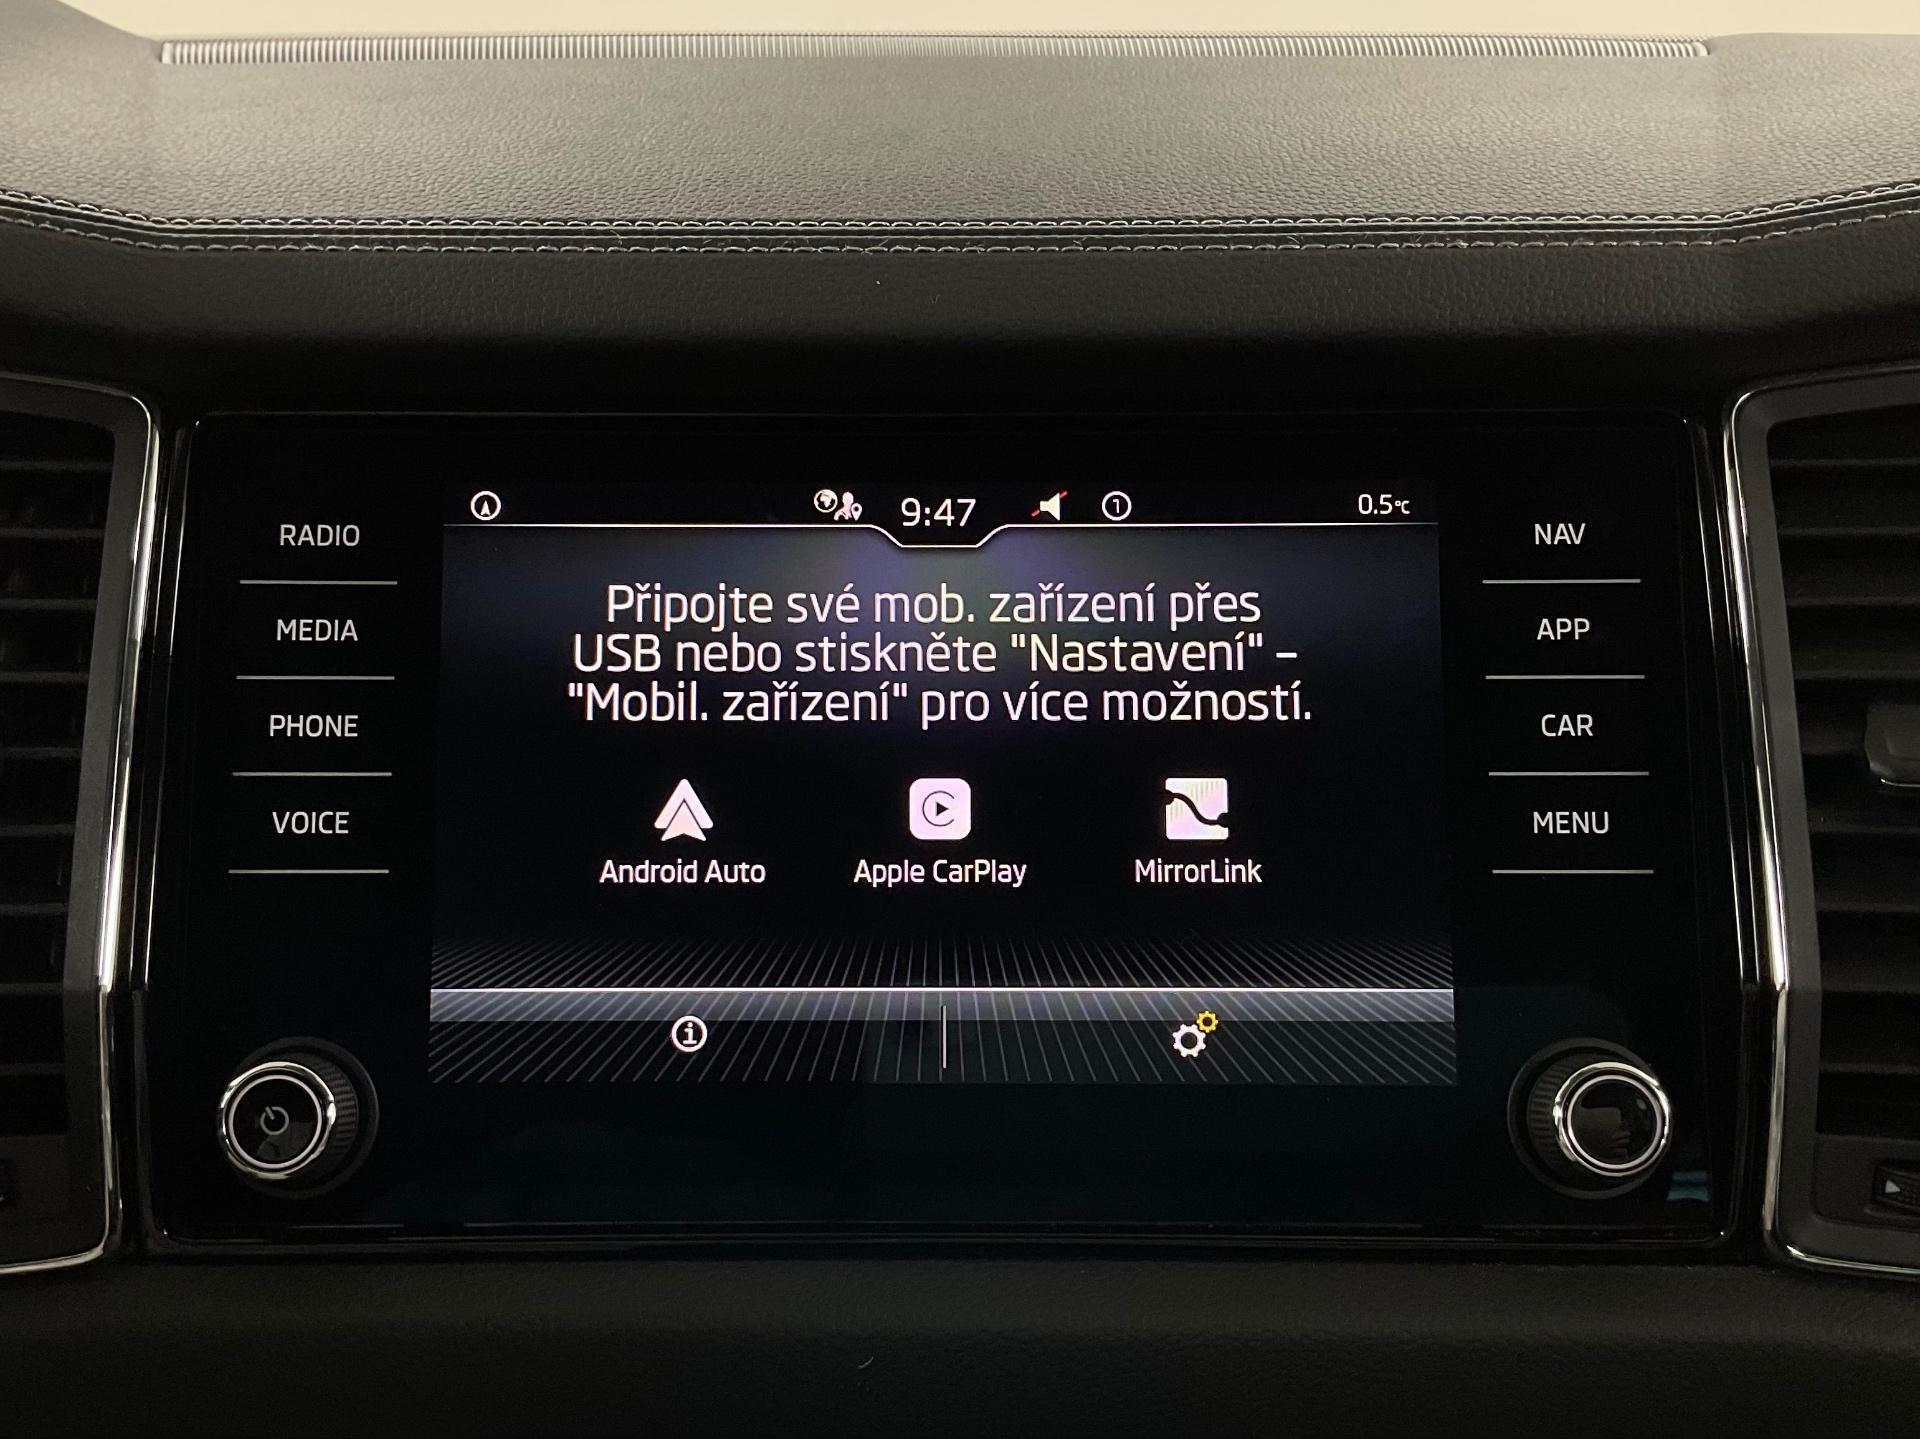 9:47
1
0.5°C
RADIO
MEDIA
PHONE
VOICE
Připojte své mob. zařízení přes
USB nebo stiskněte "Nastavení" –
"Mobil. zařízení" pro více možností.
Android Auto
Apple CarPlay
MirrorLink
NAV
APP
CAR
MENU